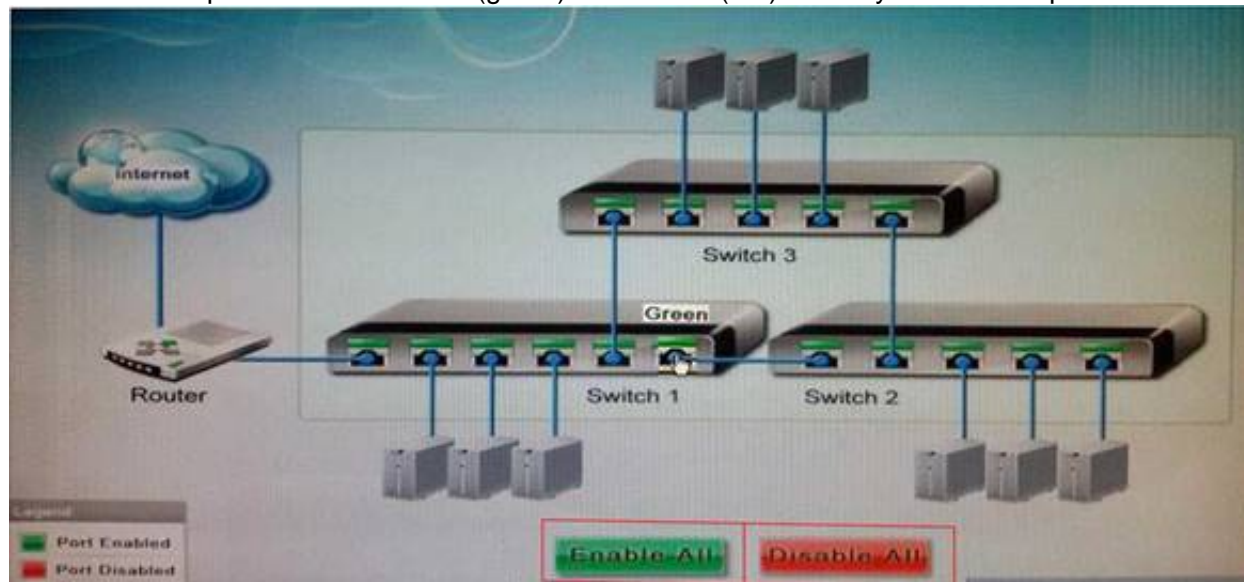 Internet
Switch 3
Green
Router
Switch 1
Switch 2
Legend
Port Enabled
Port Disabled
Enable All
Disable All